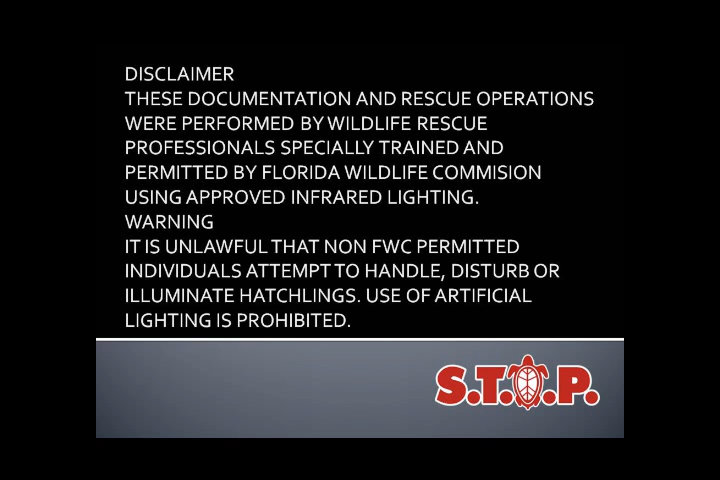 DISCLAIMER
THESE DOCUMENTATION AND RESCUE OPERATIONS
WERE PERFORMED BY WILDLIFE RESCUE
PROFESSIONALS SPECIALLY TRAINED AND
PERMITTED BY FLORIDA WILDLIFE COMMISION
USING APPROVED INFRARED LIGHTING.
WARNING
IT IS UNLAWFUL THAT NON FWC PERMITTED
INDIVIDUALS ATTEMPT TO HANDLE, DISTURB OR
ILLUMINATE HATCHLINGS. USE OF ARTIFICIAL
LIGHTING IS PROHIBITED.
S.T.O.P.